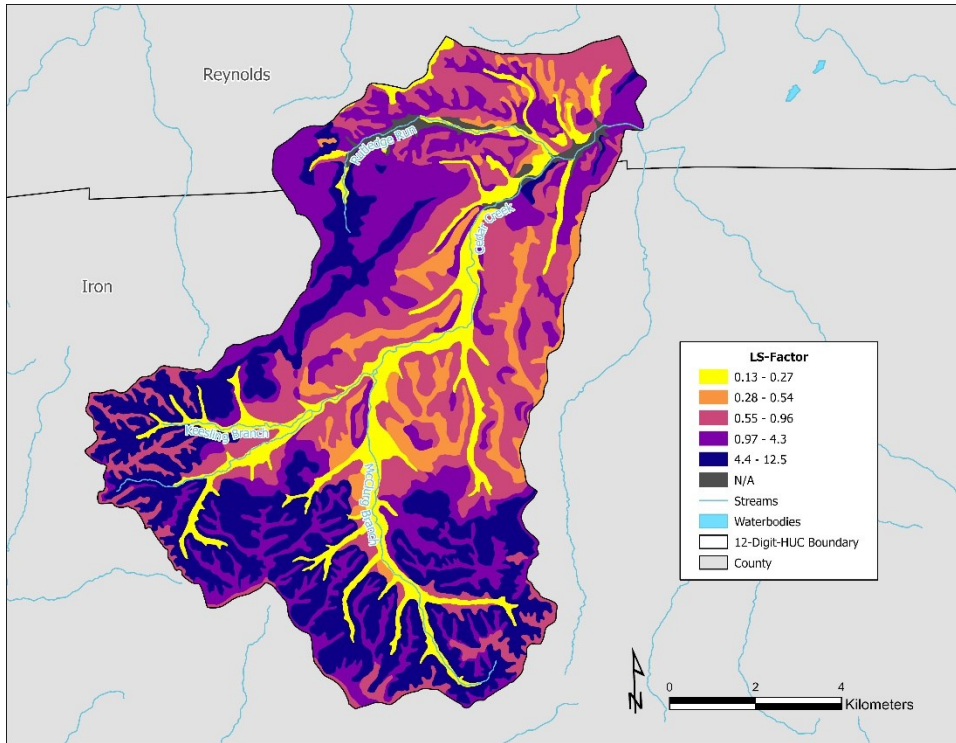 Reynolds
Rutledge Run
Cedar Creek
Iron
Koesling Branch
McClurg Branch
LS-Factor
0.13 - 0.27
0.28 - 0.54
0.55 - 0.96
0.97 - 4.3
4.4 - 12.5
N/A
Streams
Waterbodies
12-Digit-HUC Boundary
County
N
0 2 4
Kilometers